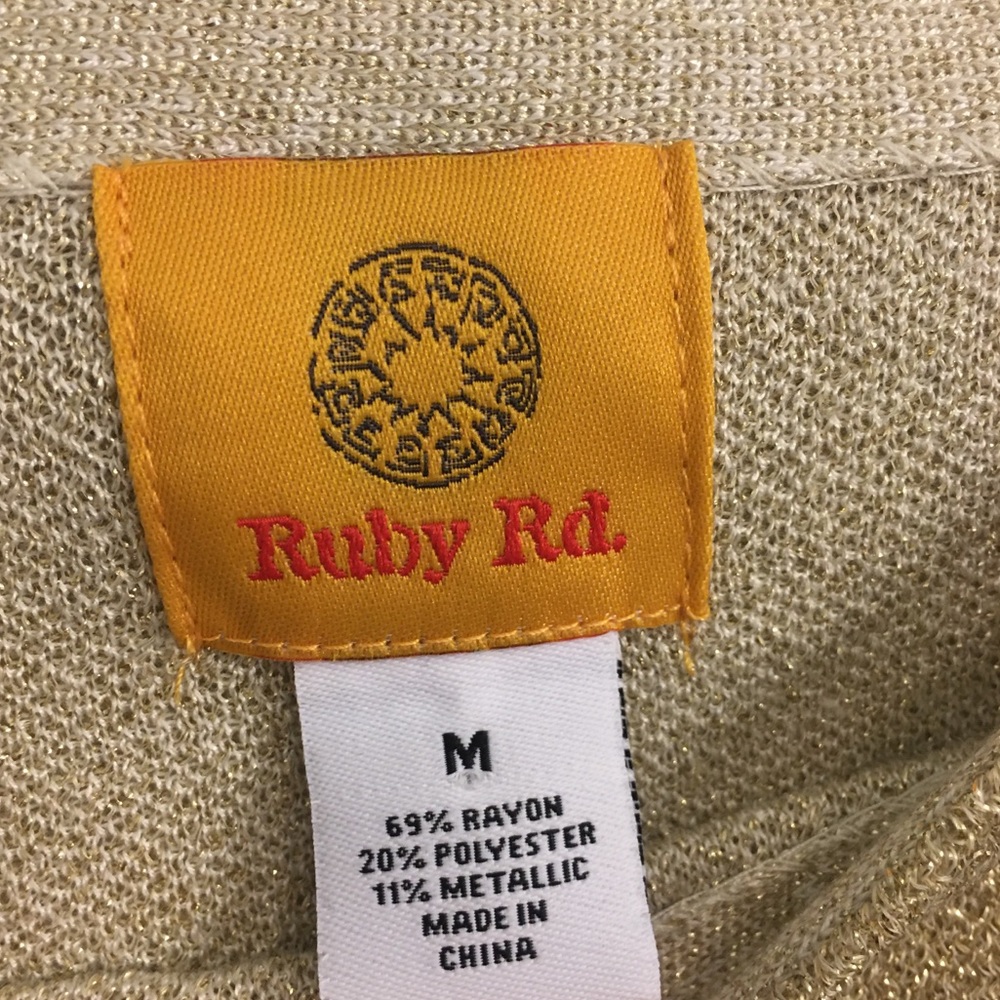 Ruby Rd.
M
69% RAYON
20% POLYESTER
11% METALLIC
MADE IN
CHINA